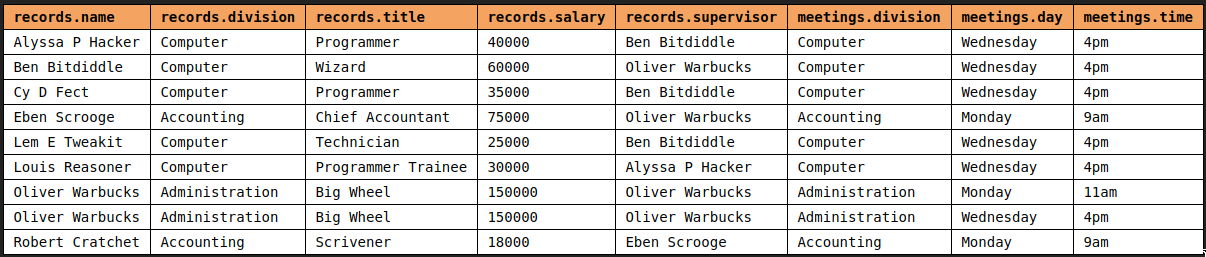 records.name records.division records.title records.salary records.supervisor meetings.division meetings.day meetings.time
Alyssa P Hacker Computer Programmer 40000 Ben Bitdiddle Computer Wednesday 4pm
Ben Bitdiddle Computer Wizard 60000 Oliver Warbucks Computer Wednesday 4pm
Cy D Fect Computer Programmer 35000 Ben Bitdiddle Computer Wednesday 4pm
Eben Scrooge Accounting Chief Accountant 75000 Oliver Warbucks Accounting Monday 9am
Lem E Tweakit Computer Technician 25000 Ben Bitdiddle Computer Wednesday 4pm
Louis Reasoner Computer Programmer Trainee 30000 Alyssa P Hacker Computer Wednesday 4pm
Oliver Warbucks Administration Big Wheel 150000 Oliver Warbucks Administration Monday 11am
Oliver Warbucks Administration Big Wheel 150000 Oliver Warbucks Administration Wednesday 4pm
Robert Cratchet Accounting Scrivener 18000 Eben Scrooge Accounting Monday 9am